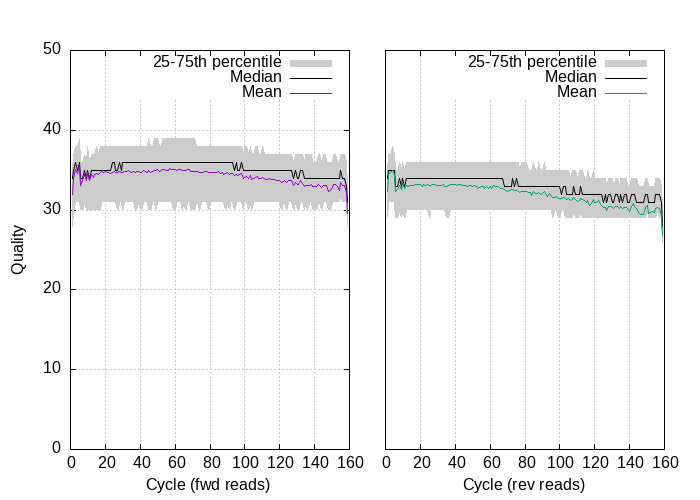 50
40
30
20
10
0
Quality
25-75th percentile
Median
Mean
0 20 40 60 80 100 120 140 160
Cycle (fwd reads)
25-75th percentile
Median
Mean
0 20 40 60 80 100 120 140 160
Cycle (rev reads)